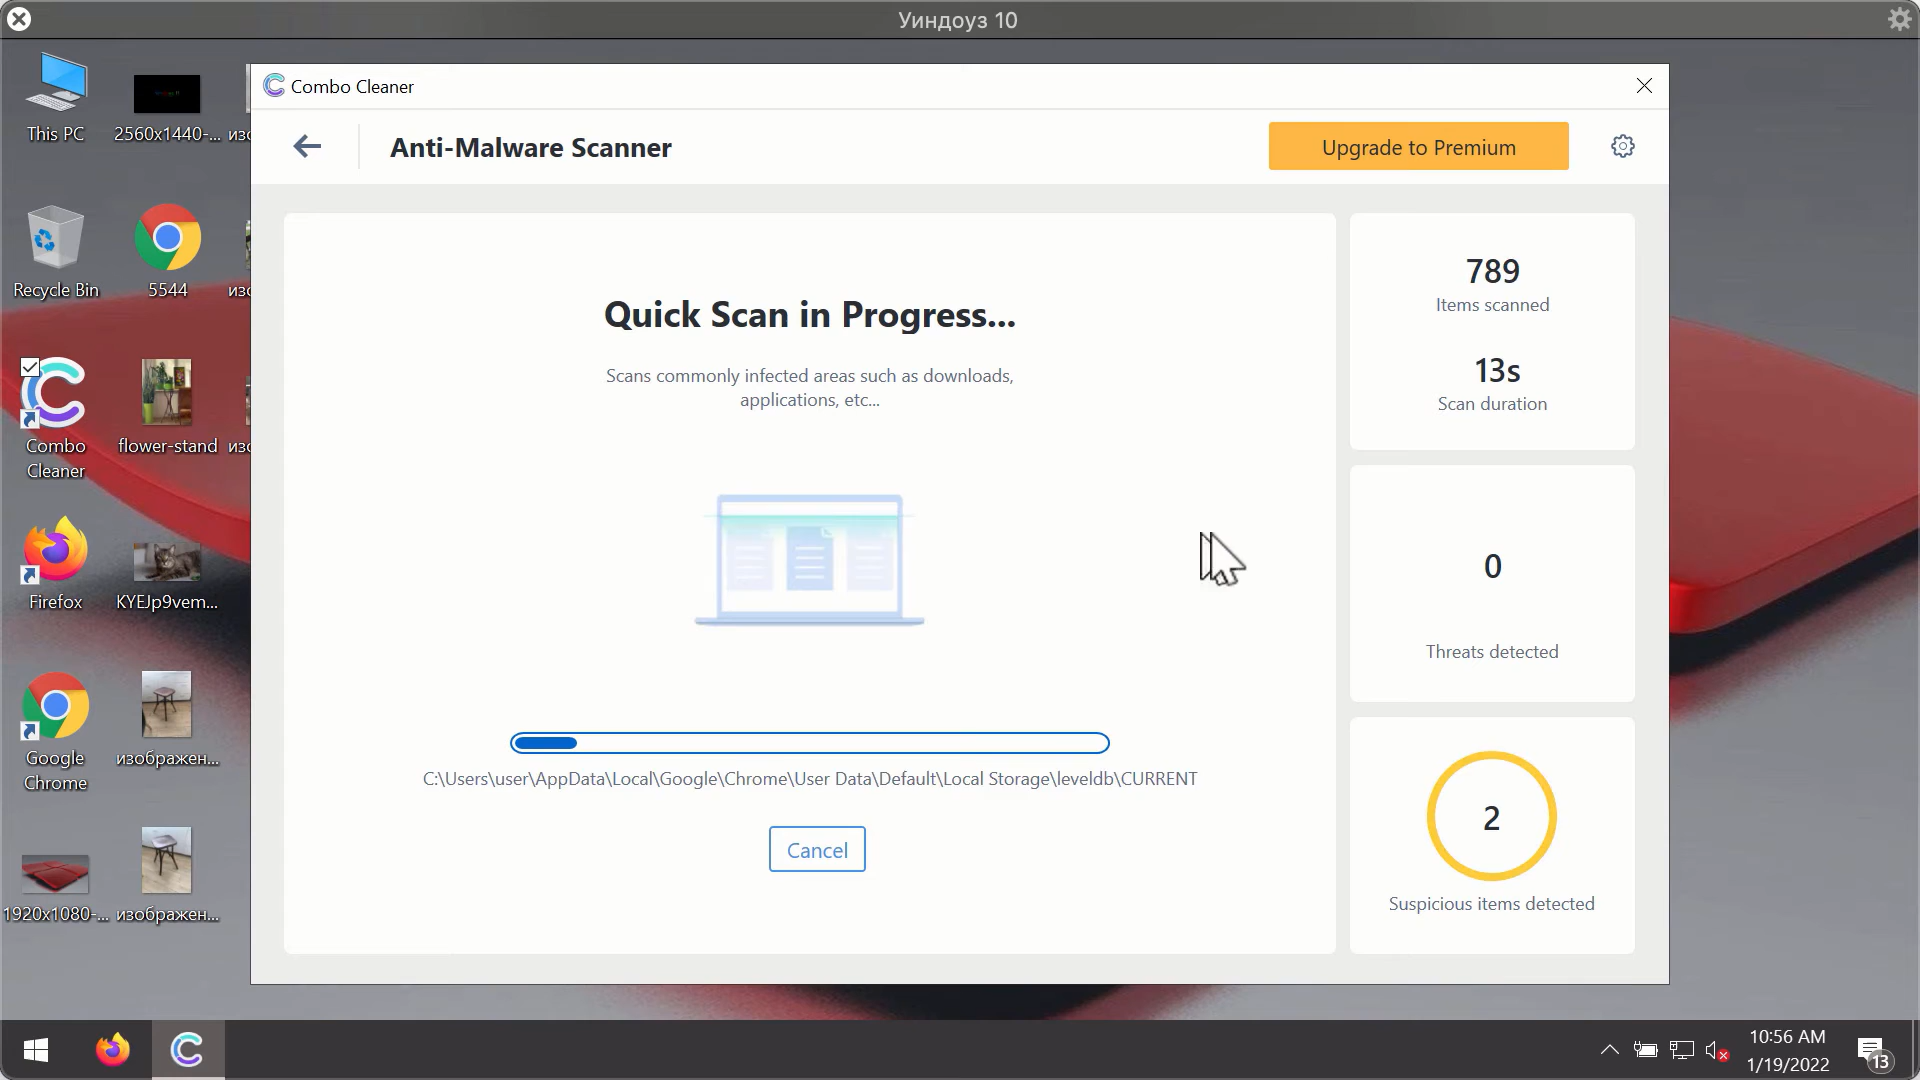 Уиндоуз 10
Combo Cleaner
Anti-Malware Scanner
Upgrade to Premium
Quick Scan in Progress...
Scans commonly infected areas such as downloads,
applications, etc...
C:\Users\user\AppData\Local\Google\Chrome\User Data\Default\Local Storage\leveldb\CURRENT
Cancel
789
Items scanned
13s
Scan duration
0
Threats detected
2
Suspicious items detected
This PC
2560x1440-...
изо
Recycle Bin
5544
изо
Combo
Cleaner
flower-stand
изо
Firefox
KYEJp9vem...
Google
Chrome
изображен...
1920x1080-...
изображен...
10:56 AM
1/19/2022
13